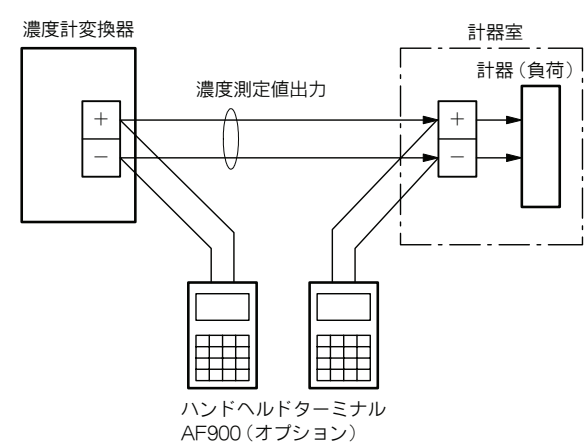 濃度計変換器
計器室
計器（負荷）
濃度測定値出力
＋
－
＋
－
ハンドヘルドターミナル
AF900（オプション）